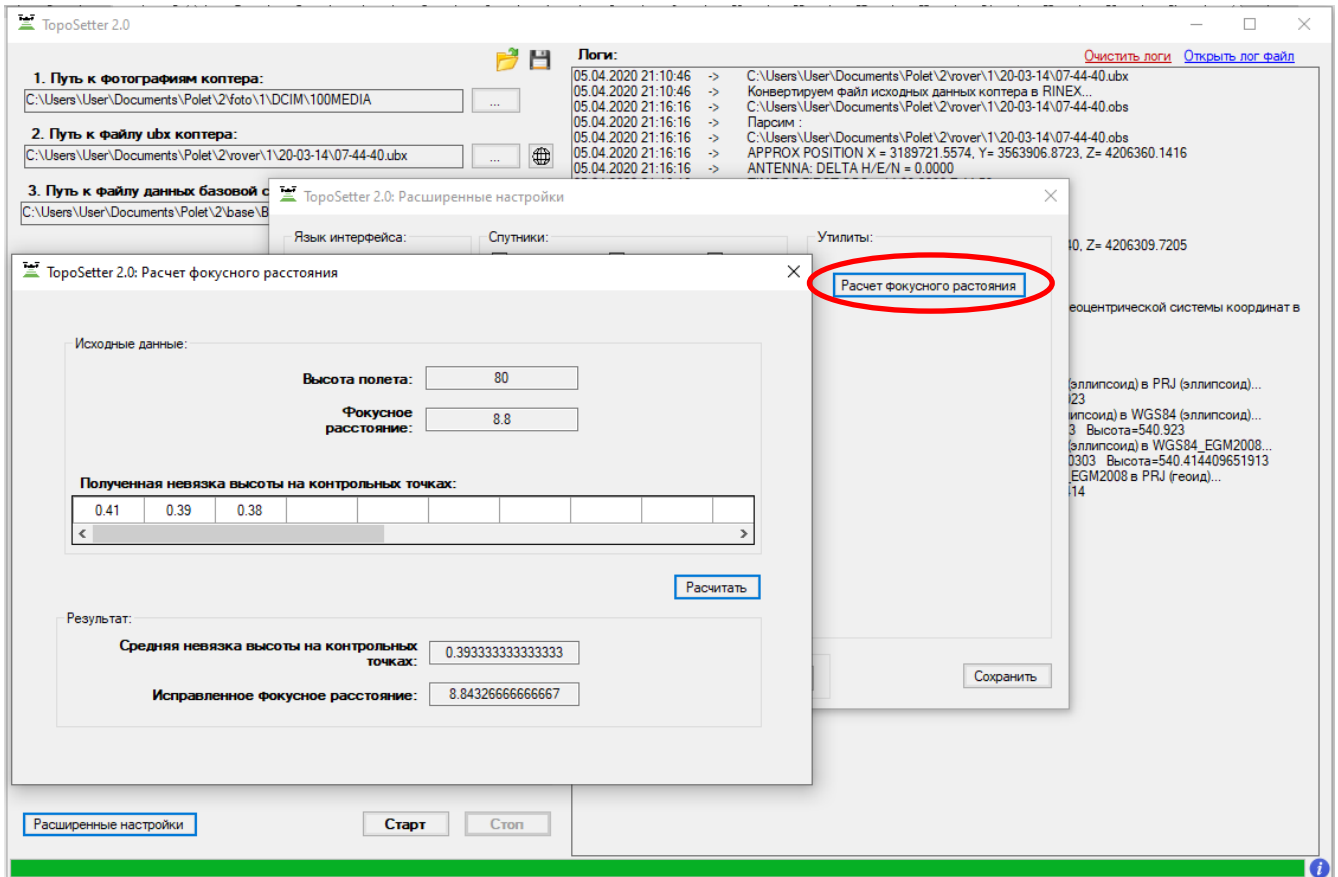 TopoSetter 2.0
1. Путь к фотографиям коптера:
C:\Users\User\Documents\Polet\2\foto\1\DCIM\100MEDIA
...
2. Путь к файлу ubx коптера:
C:\Users\User\Documents\Polet\2\rover\1\20-03-14\07-44-40.ubx
...
3. Путь к файлу данных базовой с
C:\Users\User\Documents\Polet\2\base\B
Логи:
Очистить логи Открыть лог файл
05.04.2020 21:10:46 -> C:\Users\User\Documents\Polet\2\rover\1\20-03-14\07-44-40.ubx
05.04.2020 21:10:46 -> Конвертируем файл исходных данных коптера в RINEX...
05.04.2020 21:16:16 -> C:\Users\User\Documents\Polet\2\rover\1\20-03-14\07-44-40.obs
05.04.2020 21:16:16 -> Парсим :
05.04.2020 21:16:16 -> C:\Users\User\Documents\Polet\2\rover\1\20-03-14\07-44-40.obs
05.04.2020 21:16:16 -> APPROX POSITION X = 3189721.5574, Y= 3563906.8723, Z= 4206360.1416
05.04.2020 21:16:16 -> ANTENNA: DELTA H/E/N = 0.0000
40, Z= 4206309.7205
еоцентрической системы координат в
(эллипсоид) в PRJ (эллипсоид)...
023
ипсоид) в WGS84 (эллипсоид)...
3 Высота=540.923
(эллипсоид) в WGS84_EGM2008...
0303 Высота=540.414409651913
_EGM2008 в PRJ (геоид)...
414
TopoSetter 2.0: Расширенные настройки
Язык интерфейса:
Спутники:
Утилиты:
Расчет фокусного растояния
Сохранить
TopoSetter 2.0: Расчет фокусного расстояния
Исходные данные:
Высота полета: 80
Фокусное
расстояние: 8.8
Полученная невязка высоты на контрольных точках:
0.41 0.39 0.38
Расчитать
Результат:
Средняя невязка высоты на контрольных
точках: 0.393333333333333
Исправленное фокусное расстояние: 8.84326666666667
Расширенные настройки
Старт
Стоп